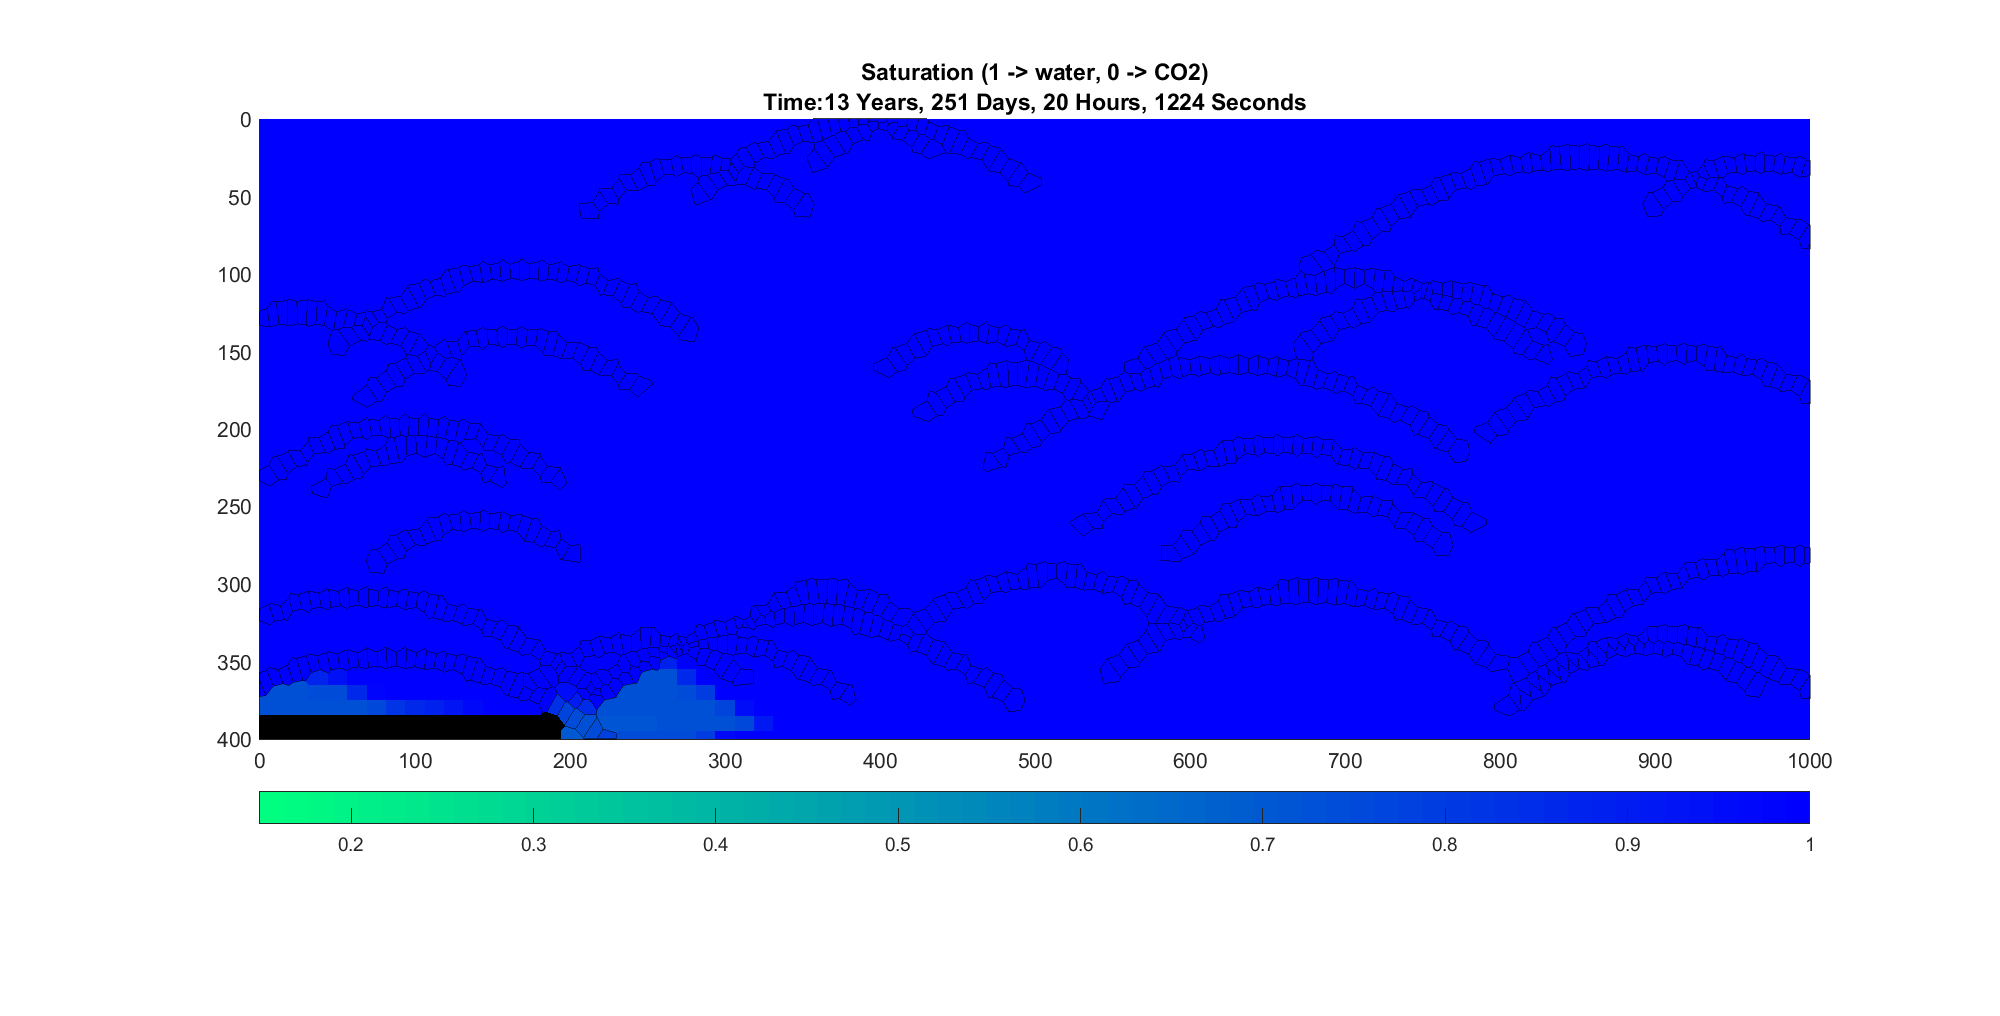 Saturation (1 -> water, 0 -> CO2)
Time:13 Years, 251 Days, 20 Hours, 1224 Seconds
0
50
100
150
200
250
300
350
400
0 100 200 300 400 500 600 700 800 900 1000
0.2 0.3 0.4 0.5 0.6 0.7 0.8 0.9 1